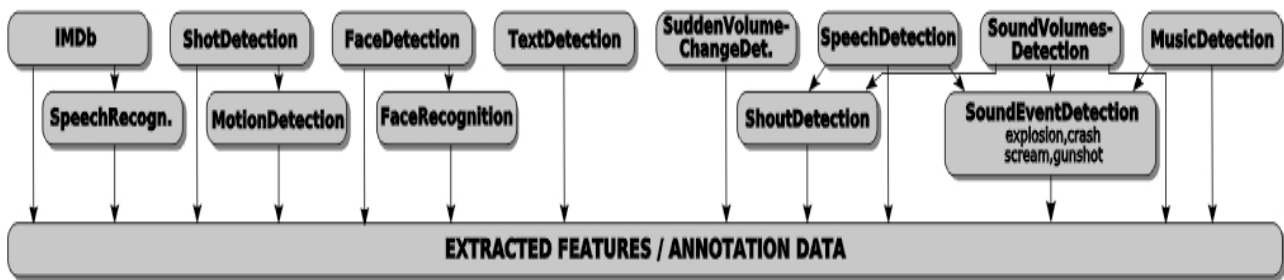 IMDb
ShotDetection
FaceDetection
TextDetection
SuddenVolume-
ChangeDet.
SpeechDetection
SoundVolumes-
Detection
MusicDetection
SpeechRecogn.
MotionDetection
FaceRecognition
ShoutDetection
SoundEventDetection
explosion,crash
scream,gunshot
EXTRACTED FEATURES / ANNOTATION DATA